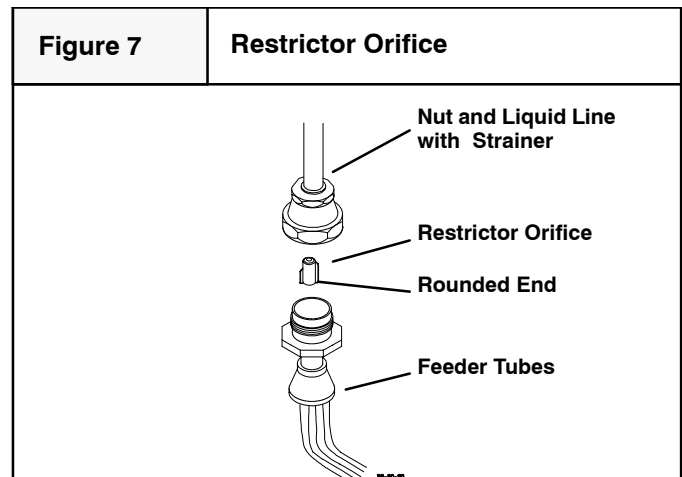 Figure 7
Restrictor Orifice
Nut and Liquid Line
with Strainer
Restrictor Orifice
Rounded End
Feeder Tubes